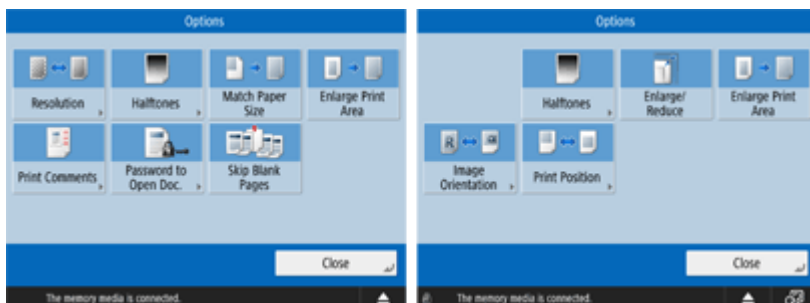 Options
Resolution
Halftones
Match Paper
Size
Enlarge Print
Area
Print Comments
Password to
Open Doc.
Skip Blank
Pages
Close
The memory media is connected.
Options
Halftones
Enlarge/
Reduce
Enlarge Print
Area
R
Image
Orientation
Print Position
Close
The memory media is connected.